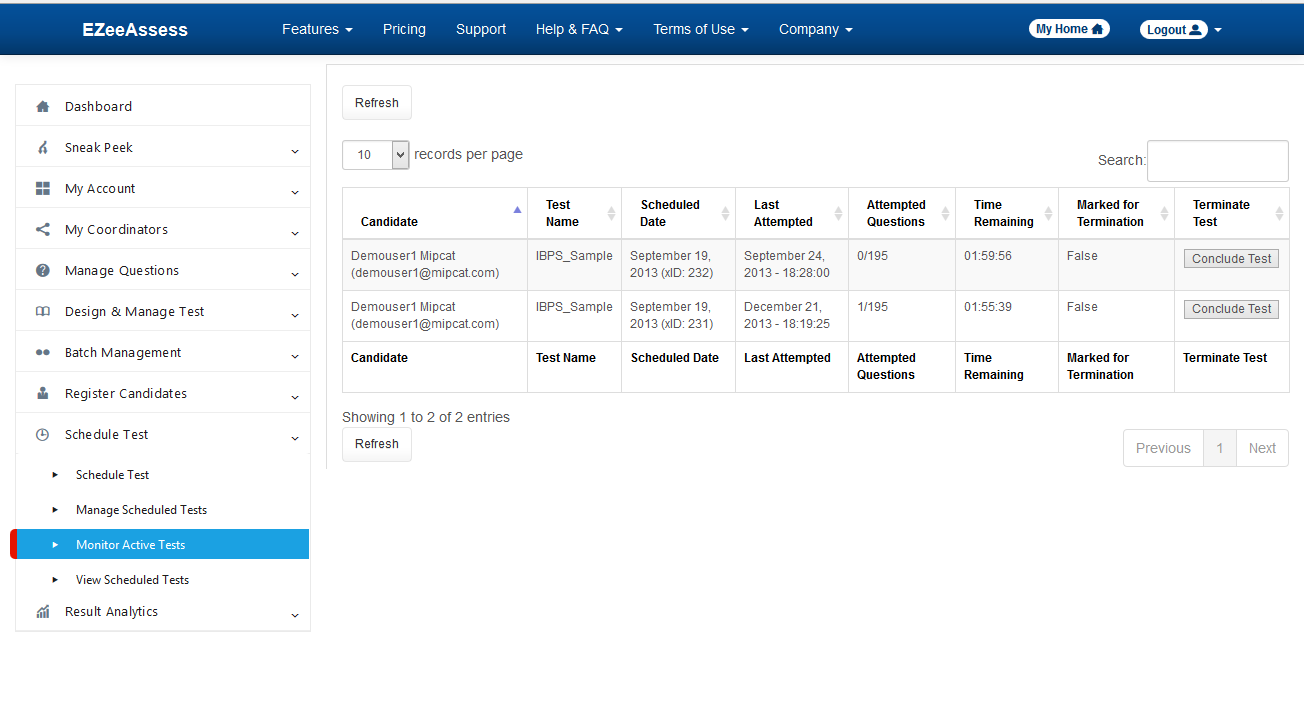 EZeeAssess
Features
Pricing
Support
Help & FAQ
Terms of Use
Company
My Home
Logout
Dashboard
Sneak Peek
My Account
My Coordinators
Manage Questions
Design & Manage Test
Batch Management
Register Candidates
Schedule Test
Schedule Test
Manage Scheduled Tests
Monitor Active Tests
View Scheduled Tests
Result Analytics
Refresh
10 records per page
Search:
Candidate
Test
Name
Scheduled
Date
Last
Attempted
Attempted
Questions
Time
Remaining
Marked for
Termination
Terminate
Test
Demouser1 Mipcat
(demouser1@mipcat.com)
IBPS_Sample
September 19,
2013 (xID: 232)
September 24,
2013 - 18:28:00
0/195
01:59:56
False
Conclude Test
Demouser1 Mipcat
(demouser1@mipcat.com)
IBPS_Sample
September 19,
2013 (xID: 231)
December 21,
2013 - 18:19:25
1/195
01:55:39
False
Conclude Test
Candidate
Test Name
Scheduled Date
Last Attempted
Attempted
Questions
Time
Remaining
Marked for
Termination
Terminate Test
Showing 1 to 2 of 2 entries
Refresh
Previous
1
Next